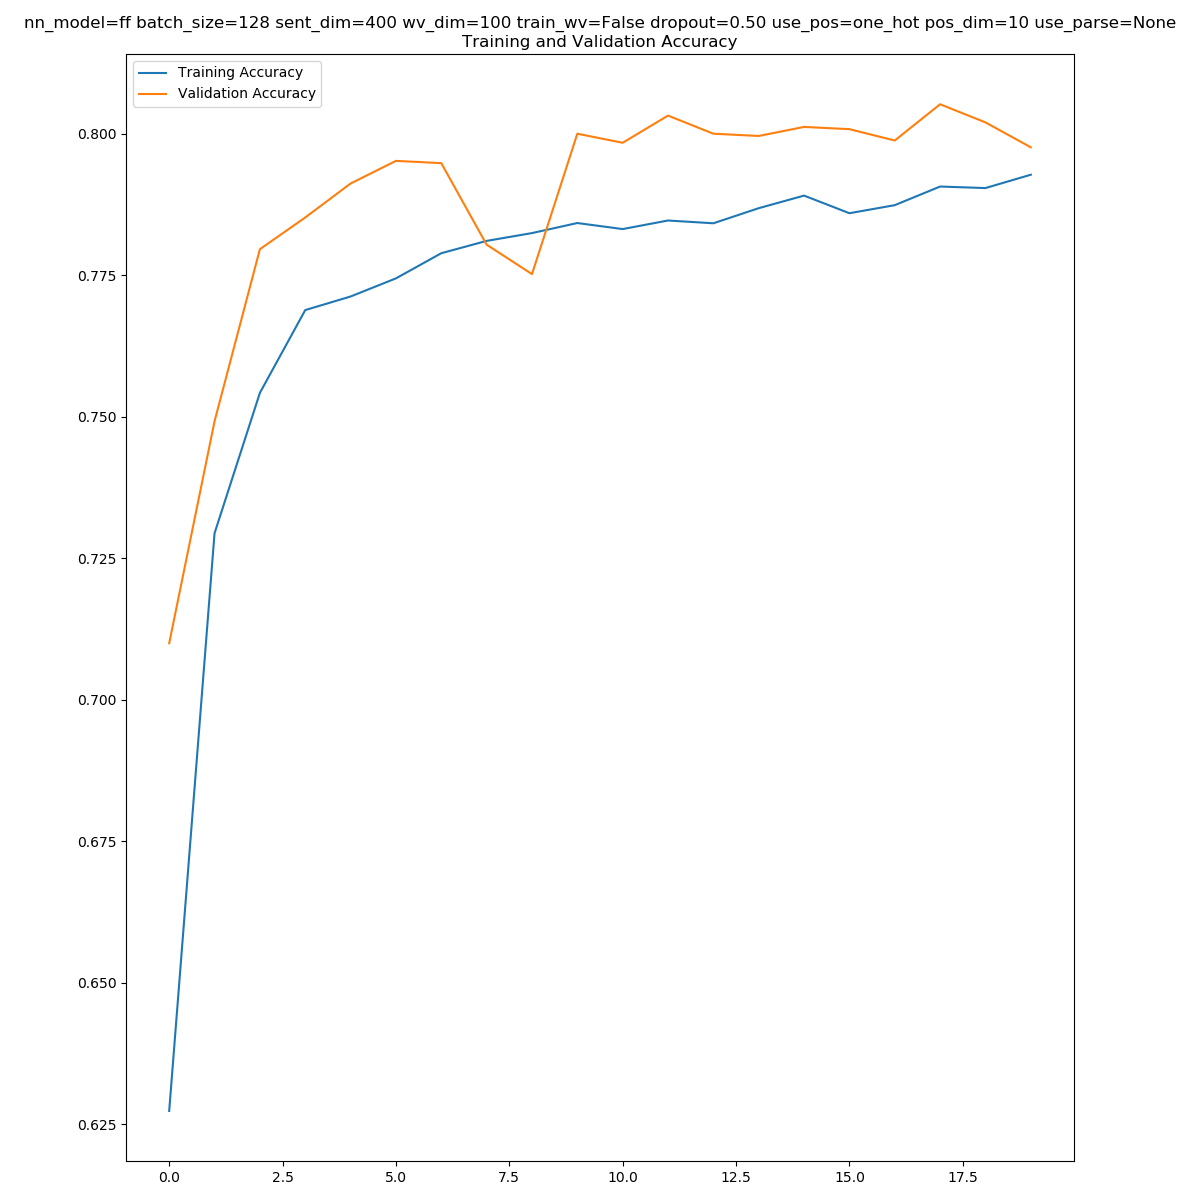 nn_model=ff batch_size=128 sent_dim=400 wv_dim=100 train_wv=False dropout=0.50 use_pos=one_hot pos_dim=10 use_parse=None
Training and Validation Accuracy
Training Accuracy
Validation Accuracy
0.800
0.775
0.750
0.725
0.700
0.675
0.650
0.625
0.0 2.5 5.0 7.5 10.0 12.5 15.0 17.5